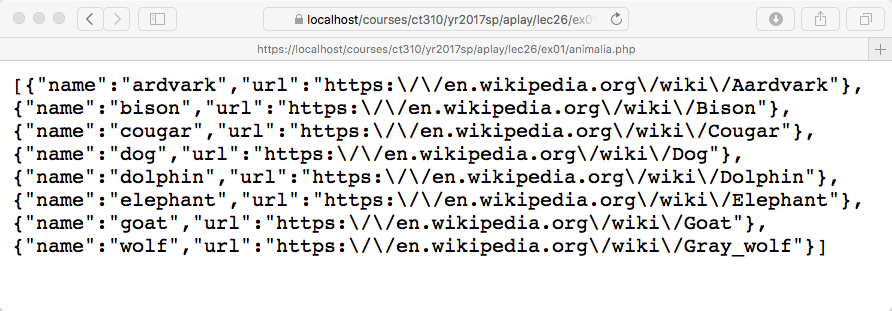 localhost/courses/ct310/yr2017sp/aplay/lec26/ex01
https://localhost/courses/ct310/yr2017sp/aplay/lec26/ex01/animalia.php
[{"name":"ardvark","url":"https:\/\/en.wikipedia.org\/wiki\/Aardvark"},
{"name":"bison","url":"https:\/\/en.wikipedia.org\/wiki\/Bison"},
{"name":"cougar","url":"https:\/\/en.wikipedia.org\/wiki\/Cougar"},
{"name":"dog","url":"https:\/\/en.wikipedia.org\/wiki\/Dog"},
{"name":"dolphin","url":"https:\/\/en.wikipedia.org\/wiki\/Dolphin"},
{"name":"elephant","url":"https:\/\/en.wikipedia.org\/wiki\/Elephant"},
{"name":"goat","url":"https:\/\/en.wikipedia.org\/wiki\/Goat"},
{"name":"wolf","url":"https:\/\/en.wikipedia.org\/wiki\/Gray_wolf"}]